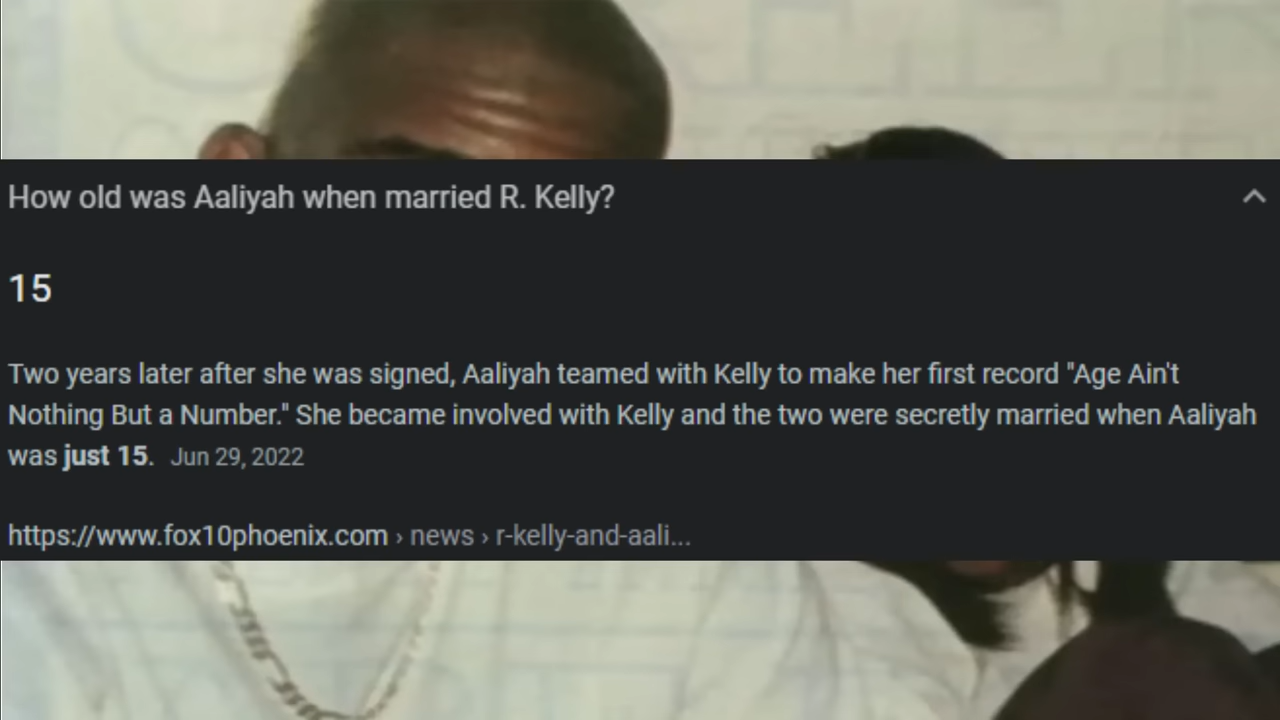 How old was Aaliyah when married R. Kelly?
15
Two years later after she was signed, Aaliyah teamed with Kelly to make her first record "Age Ain't
Nothing But a Number." She became involved with Kelly and the two were secretly married when Aaliyah
was just 15. Jun 29, 2022
https://www.fox10phoenix.com › news › r-kelly-and-aali...